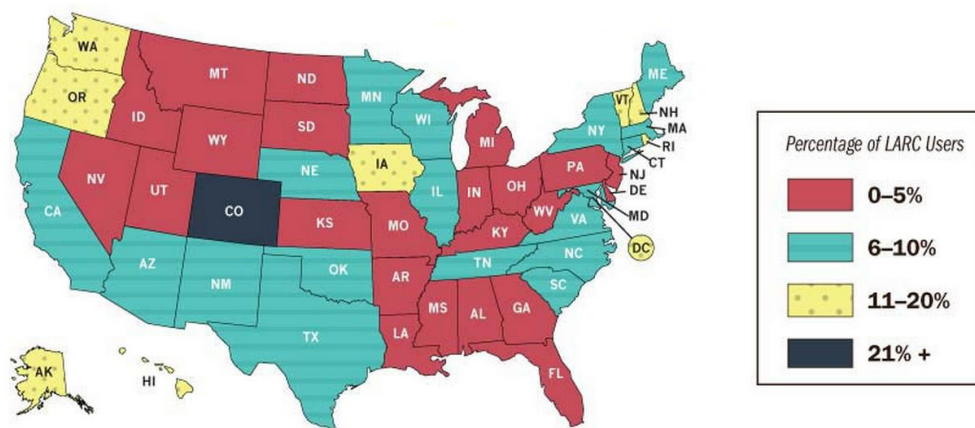 WA
MT
ND
MN
ME
OR
ID
WY
SD
WI
MI
NY
VT
NH
MA
RI
CT
NJ
DE
MD
DC
NV
UT
CO
NE
IA
IL
IN
OH
PA
WV
VA
CA
KS
MO
KY
AZ
NM
OK
AR
TN
NC
SC
TX
LA
MS
AL
GA
FL
AK
HI
Percentage of LARC Users
0–5%
6–10%
11–20%
21% +